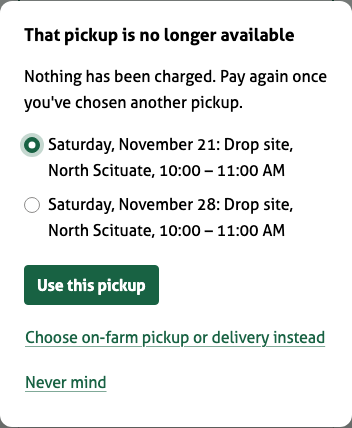 That pickup is no longer available
Nothing has been charged. Pay again once
you've chosen another pickup.
Saturday, November 21: Drop site,
North Scituate, 10:00 – 11:00 AM
Saturday, November 28: Drop site,
North Scituate, 10:00 – 11:00 AM
Use this pickup
Choose on-farm pickup or delivery instead
Never mind